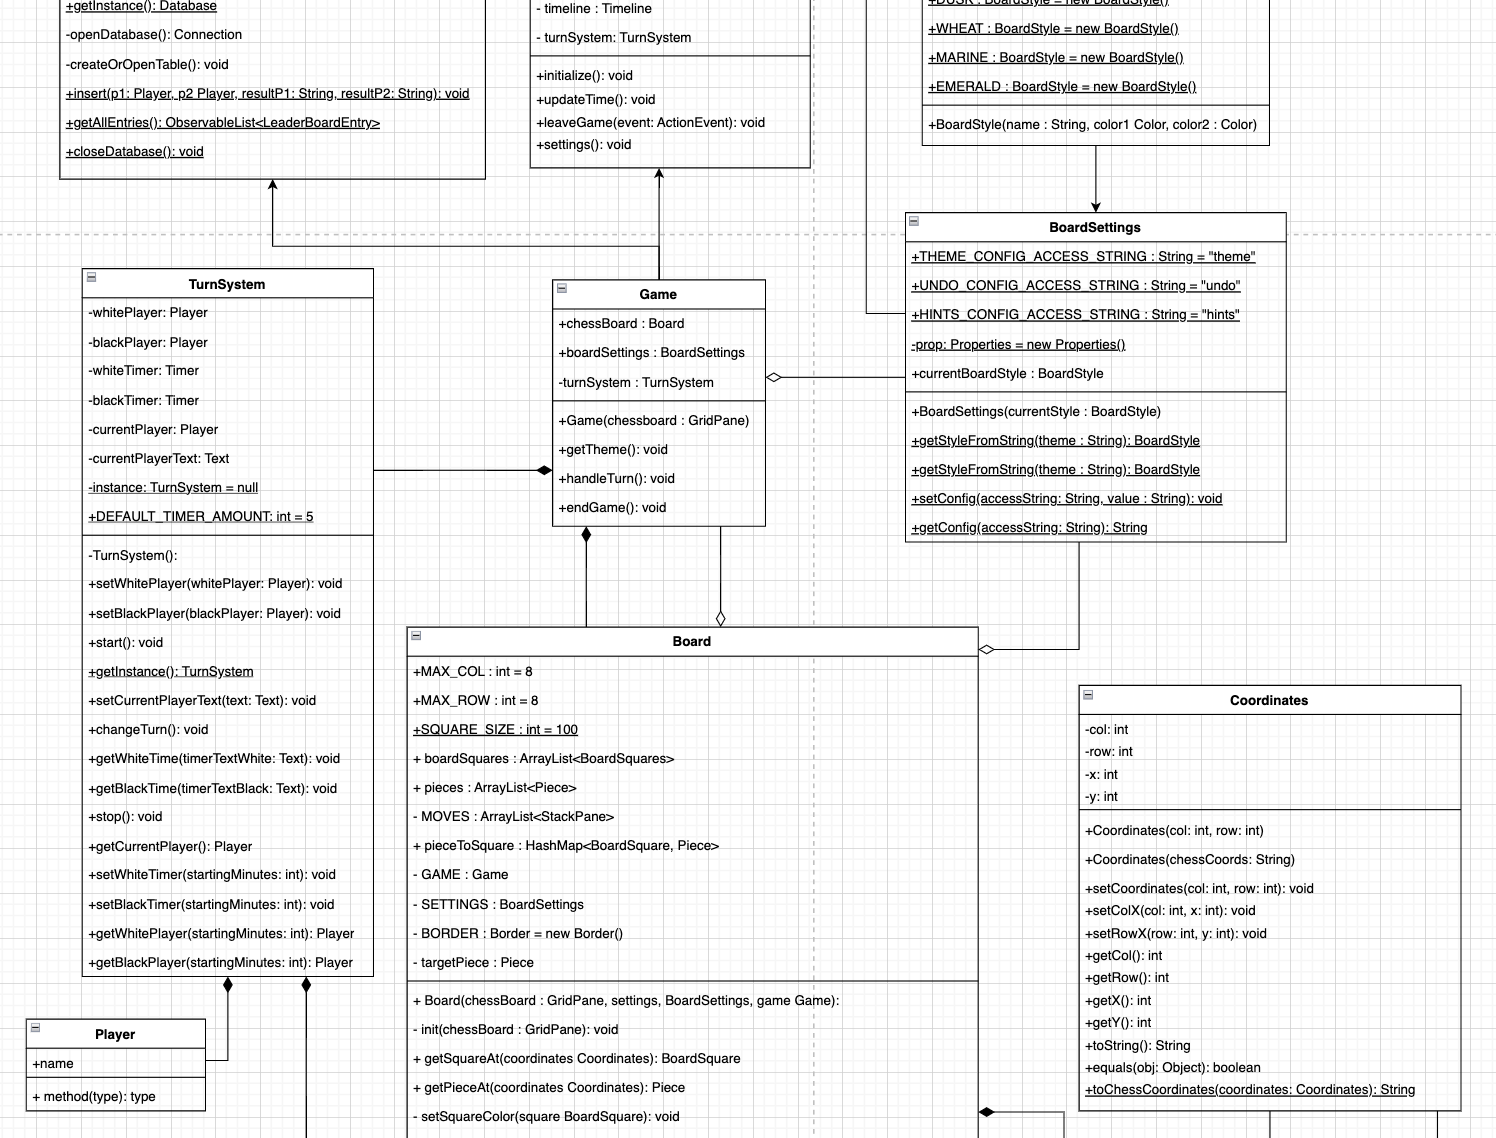 +getInstance(): Database
-openDatabase(): Connection
-createOrOpenTable(): void
+insert(p1: Player, p2 Player, resultP1: String, resultP2: String): void
+getAllEntries(): ObservableList<LeaderBoardEntry>
+closeDatabase(): void
- timeline : Timeline
- turnSystem: TurnSystem
+initialize(): void
+updateTime(): void
+leaveGame(event: ActionEvent): void
+settings(): void
+DUSK : BoardStyle = new BoardStyle()
+WHEAT : BoardStyle = new BoardStyle()
+MARINE : BoardStyle = new BoardStyle()
+EMERALD : BoardStyle = new BoardStyle()
+BoardStyle(name : String, color1 Color, color2 : Color)
BoardSettings
+THEME_CONFIG_ACCESS_STRING : String = "theme"
+UNDO_CONFIG_ACCESS_STRING : String = "undo"
+HINTS_CONFIG_ACCESS_STRING : String = "hints"
-prop: Properties = new Properties()
+currentBoardStyle : BoardStyle
+BoardSettings(currentStyle : BoardStyle)
+getStyleFromString(theme : String): BoardStyle
+getStyleFromString(theme : String): BoardStyle
+setConfig(accessString: String, value : String): void
+getConfig(accessString: String): String
TurnSystem
-whitePlayer: Player
-blackPlayer: Player
-whiteTimer: Timer
-blackTimer: Timer
-currentPlayer: Player
-currentPlayerText: Text
-instance: TurnSystem = null
+DEFAULT_TIMER_AMOUNT: int = 5
-TurnSystem():
+setWhitePlayer(whitePlayer: Player): void
+setBlackPlayer(blackPlayer: Player): void
+start(): void
+getInstance(): TurnSystem
+setCurrentPlayerText(text: Text): void
+changeTurn(): void
+getWhiteTime(timerTextWhite: Text): void
+getBlackTime(timerTextBlack: Text): void
+stop(): void
+getCurrentPlayer(): Player
+setWhiteTimer(startingMinutes: int): void
+setBlackTimer(startingMinutes: int): void
+getWhitePlayer(startingMinutes: int): Player
+getBlackPlayer(startingMinutes: int): Player
Game
+chessBoard : Board
+boardSettings : BoardSettings
-turnSystem : TurnSystem
+Game(chessboard : GridPane)
+getTheme(): void
+handleTurn(): void
+endGame(): void
Board
+MAX_COL : int = 8
+MAX_ROW : int = 8
+SQUARE_SIZE : int = 100
+ boardSquares : ArrayList<BoardSquares>
+ pieces : ArrayList<Piece>
- MOVES : ArrayList<StackPane>
+ pieceToSquare : HashMap<BoardSquare, Piece>
- GAME : Game
- SETTINGS : BoardSettings
- BORDER : Border = new Border()
- targetPiece : Piece
+ Board(chessBoard : GridPane, settings, BoardSettings, game Game):
- init(chessBoard : GridPane): void
+ getSquareAt(coordinates Coordinates): BoardSquare
+ getPieceAt(coordinates Coordinates): Piece
- setSquareColor(square BoardSquare): void
Coordinates
-col: int
-row: int
-x: int
-y: int
+Coordinates(col: int, row: int)
+Coordinates(chessCoords: String)
+setCoordinates(col: int, row: int): void
+setColX(col: int, x: int): void
+setRowX(row: int, y: int): void
+getCol(): int
+getRow(): int
+getX(): int
+getY(): int
+toString(): String
+equals(obj: Object): boolean
+toChessCoordinates(coordinates: Coordinates): String
Player
+name
+ method(type): type